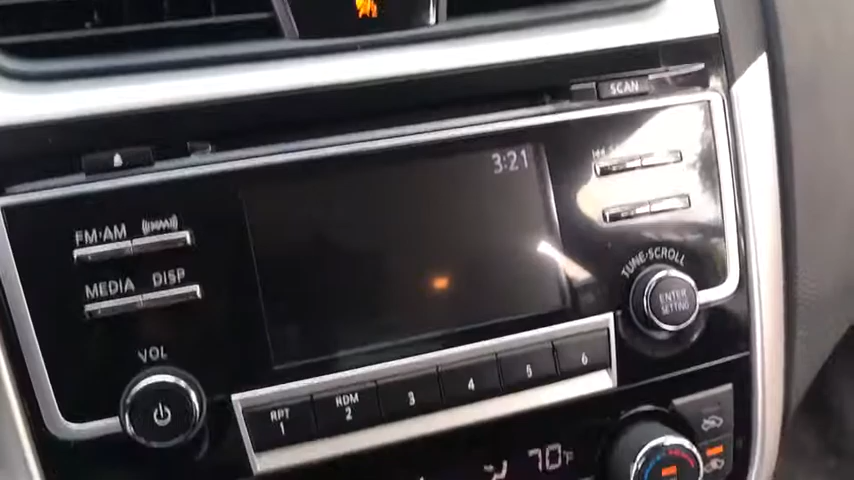 SCAN
3:21
FM·AM
MEDIA DISP
TUNE·SCROLL
ENTER
SETTING
VOL
RPT 1
RDM 2
3
4
5
6
70°F